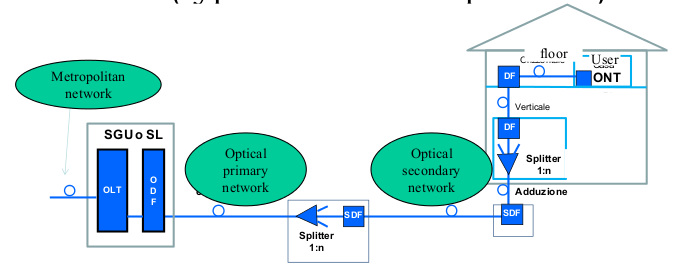 floor
User
Metropolitan
network
DF
ONT
Verticale
SGU o SL
DF
Optical
primary
network
Optical
secondary
network
Splitter
1:n
OLT
O
D
F
Adduzione
SDF
SDF
Splitter
1:n